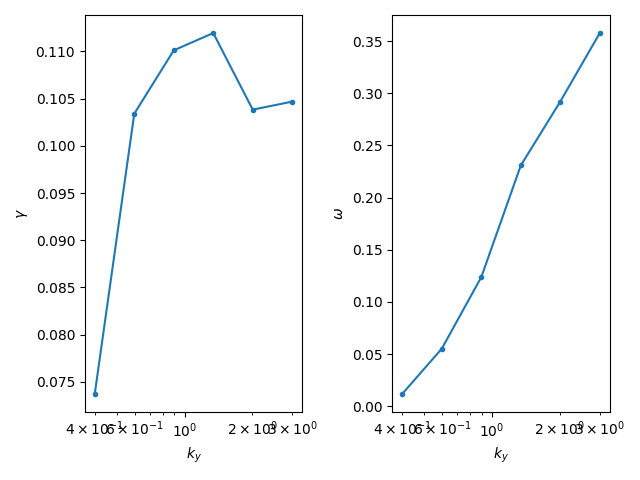 0.110
0.105
0.100
0.095
0.090
0.085
0.080
0.075
γ
4 × 10⁻¹
6 × 10⁻¹
10⁰
2 × 10⁰
3 × 10⁰
k_y
0.35
0.30
0.25
0.20
0.15
0.10
0.05
0.00
ω
4 × 10⁻¹
6 × 10⁻¹
10⁰
2 × 10⁰
3 × 10⁰
k_y